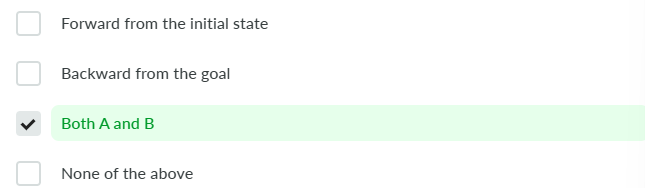 Forward from the initial state
Backward from the goal
Both A and B
None of the above